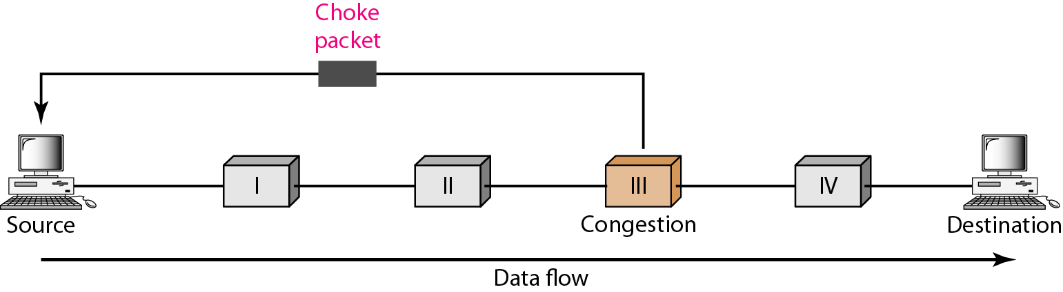 Choke
packet
I
II
III
IV
Source
Congestion
Destination
Data flow